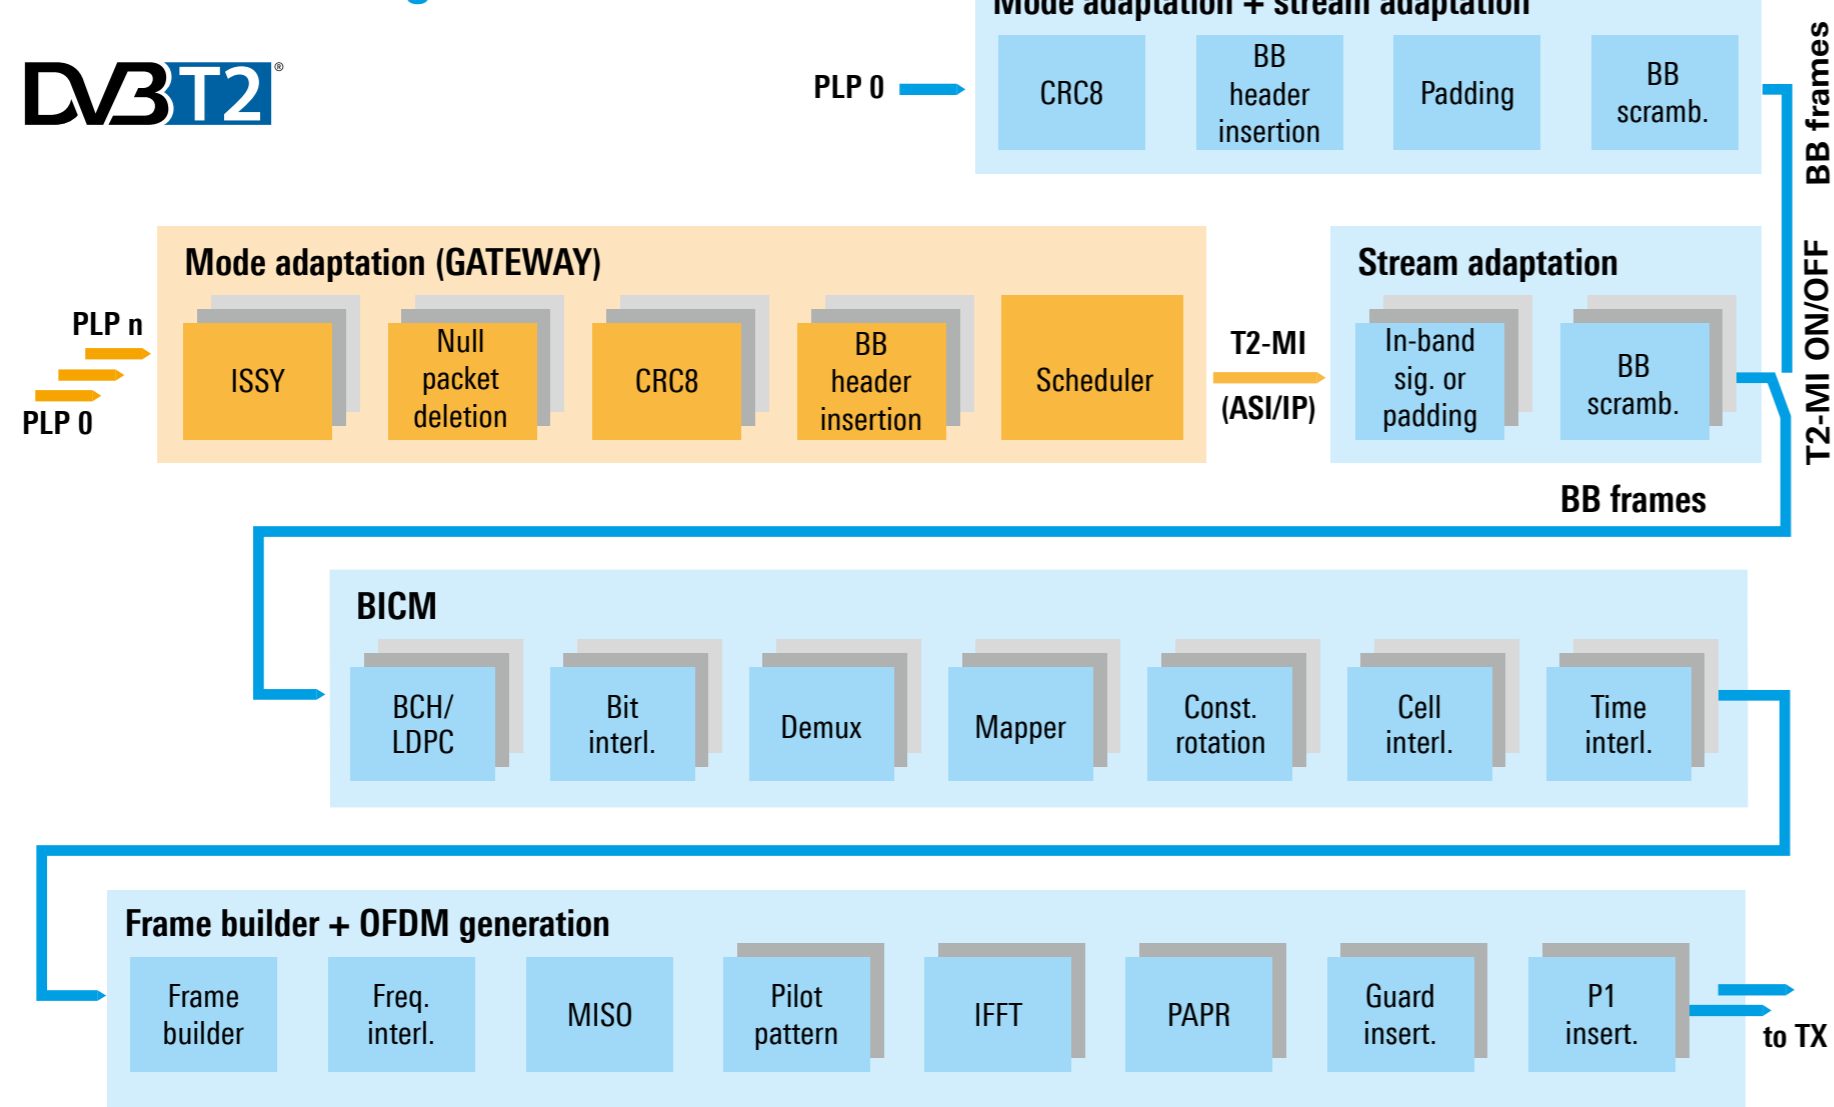 Mode adaptation + stream adaptation
DVB T2®
PLP 0
CRC8
BB
header
insertion
Padding
BB
scramb.
BB frames
T2-MI ON/OFF
Mode adaptation (GATEWAY)
PLP n
PLP 0
ISSY
Null
packet
deletion
CRC8
BB
header
insertion
Scheduler
T2-MI
(ASI/IP)
Stream adaptation
In-band
sig. or
padding
BB
scramb.
BB frames
BICM
BCH/
LDPC
Bit
interl.
Demux
Mapper
Const.
rotation
Cell
interl.
Time
interl.
Frame builder + OFDM generation
Frame
builder
Freq.
interl.
MISO
Pilot
pattern
IFFT
PAPR
Guard
insert.
P1
insert.
to TX